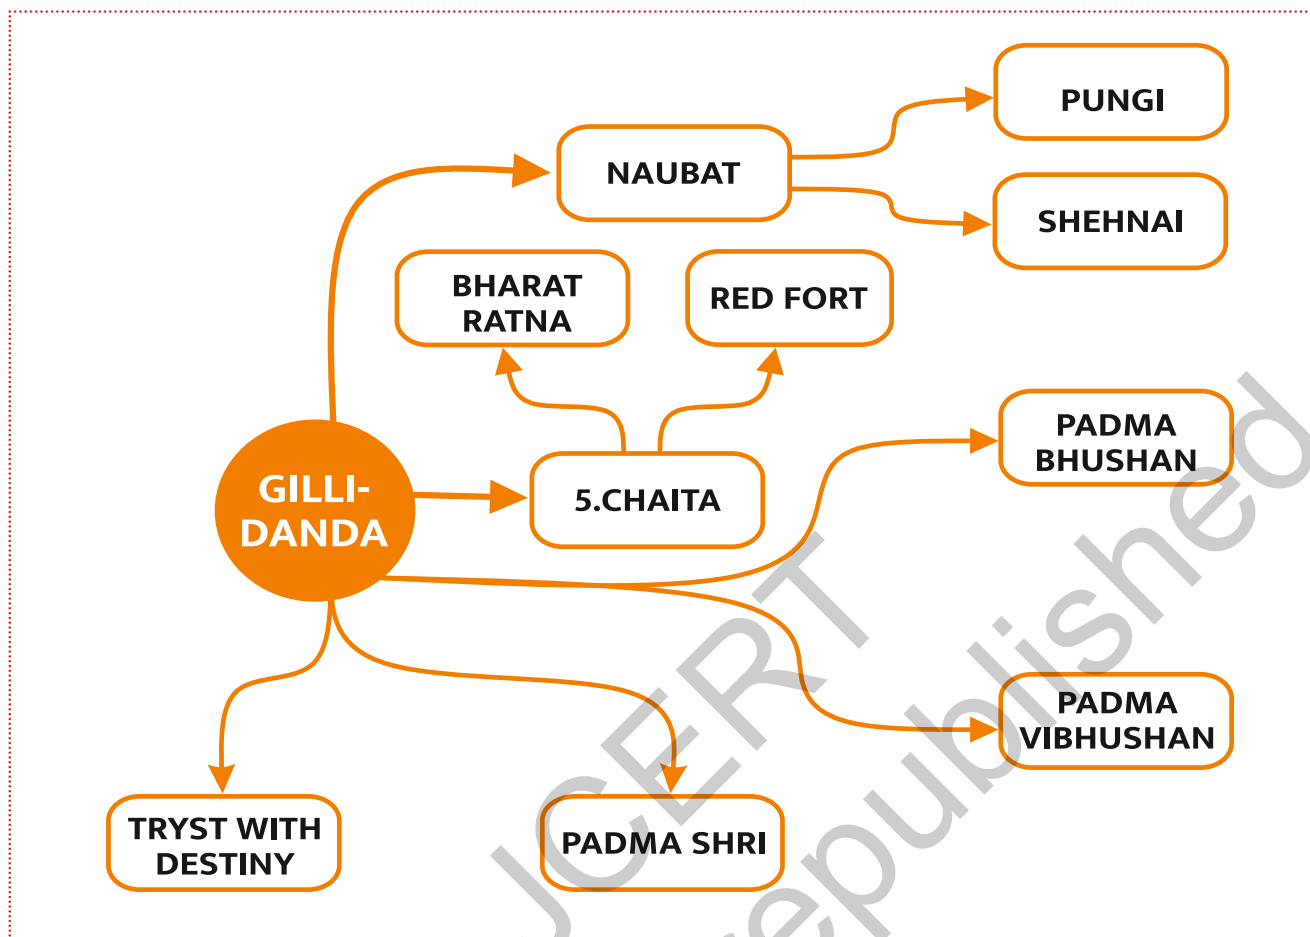 PUNGI
NAUBAT
SHEHNAI
BHARAT
RATNA
RED FORT
PADMA
BHUSHAN
GILLI-
DANDA
5.CHAITA
PADMA
VIBHUSHAN
TRYST WITH
DESTINY
PADMA SHRI
JCERT
republished